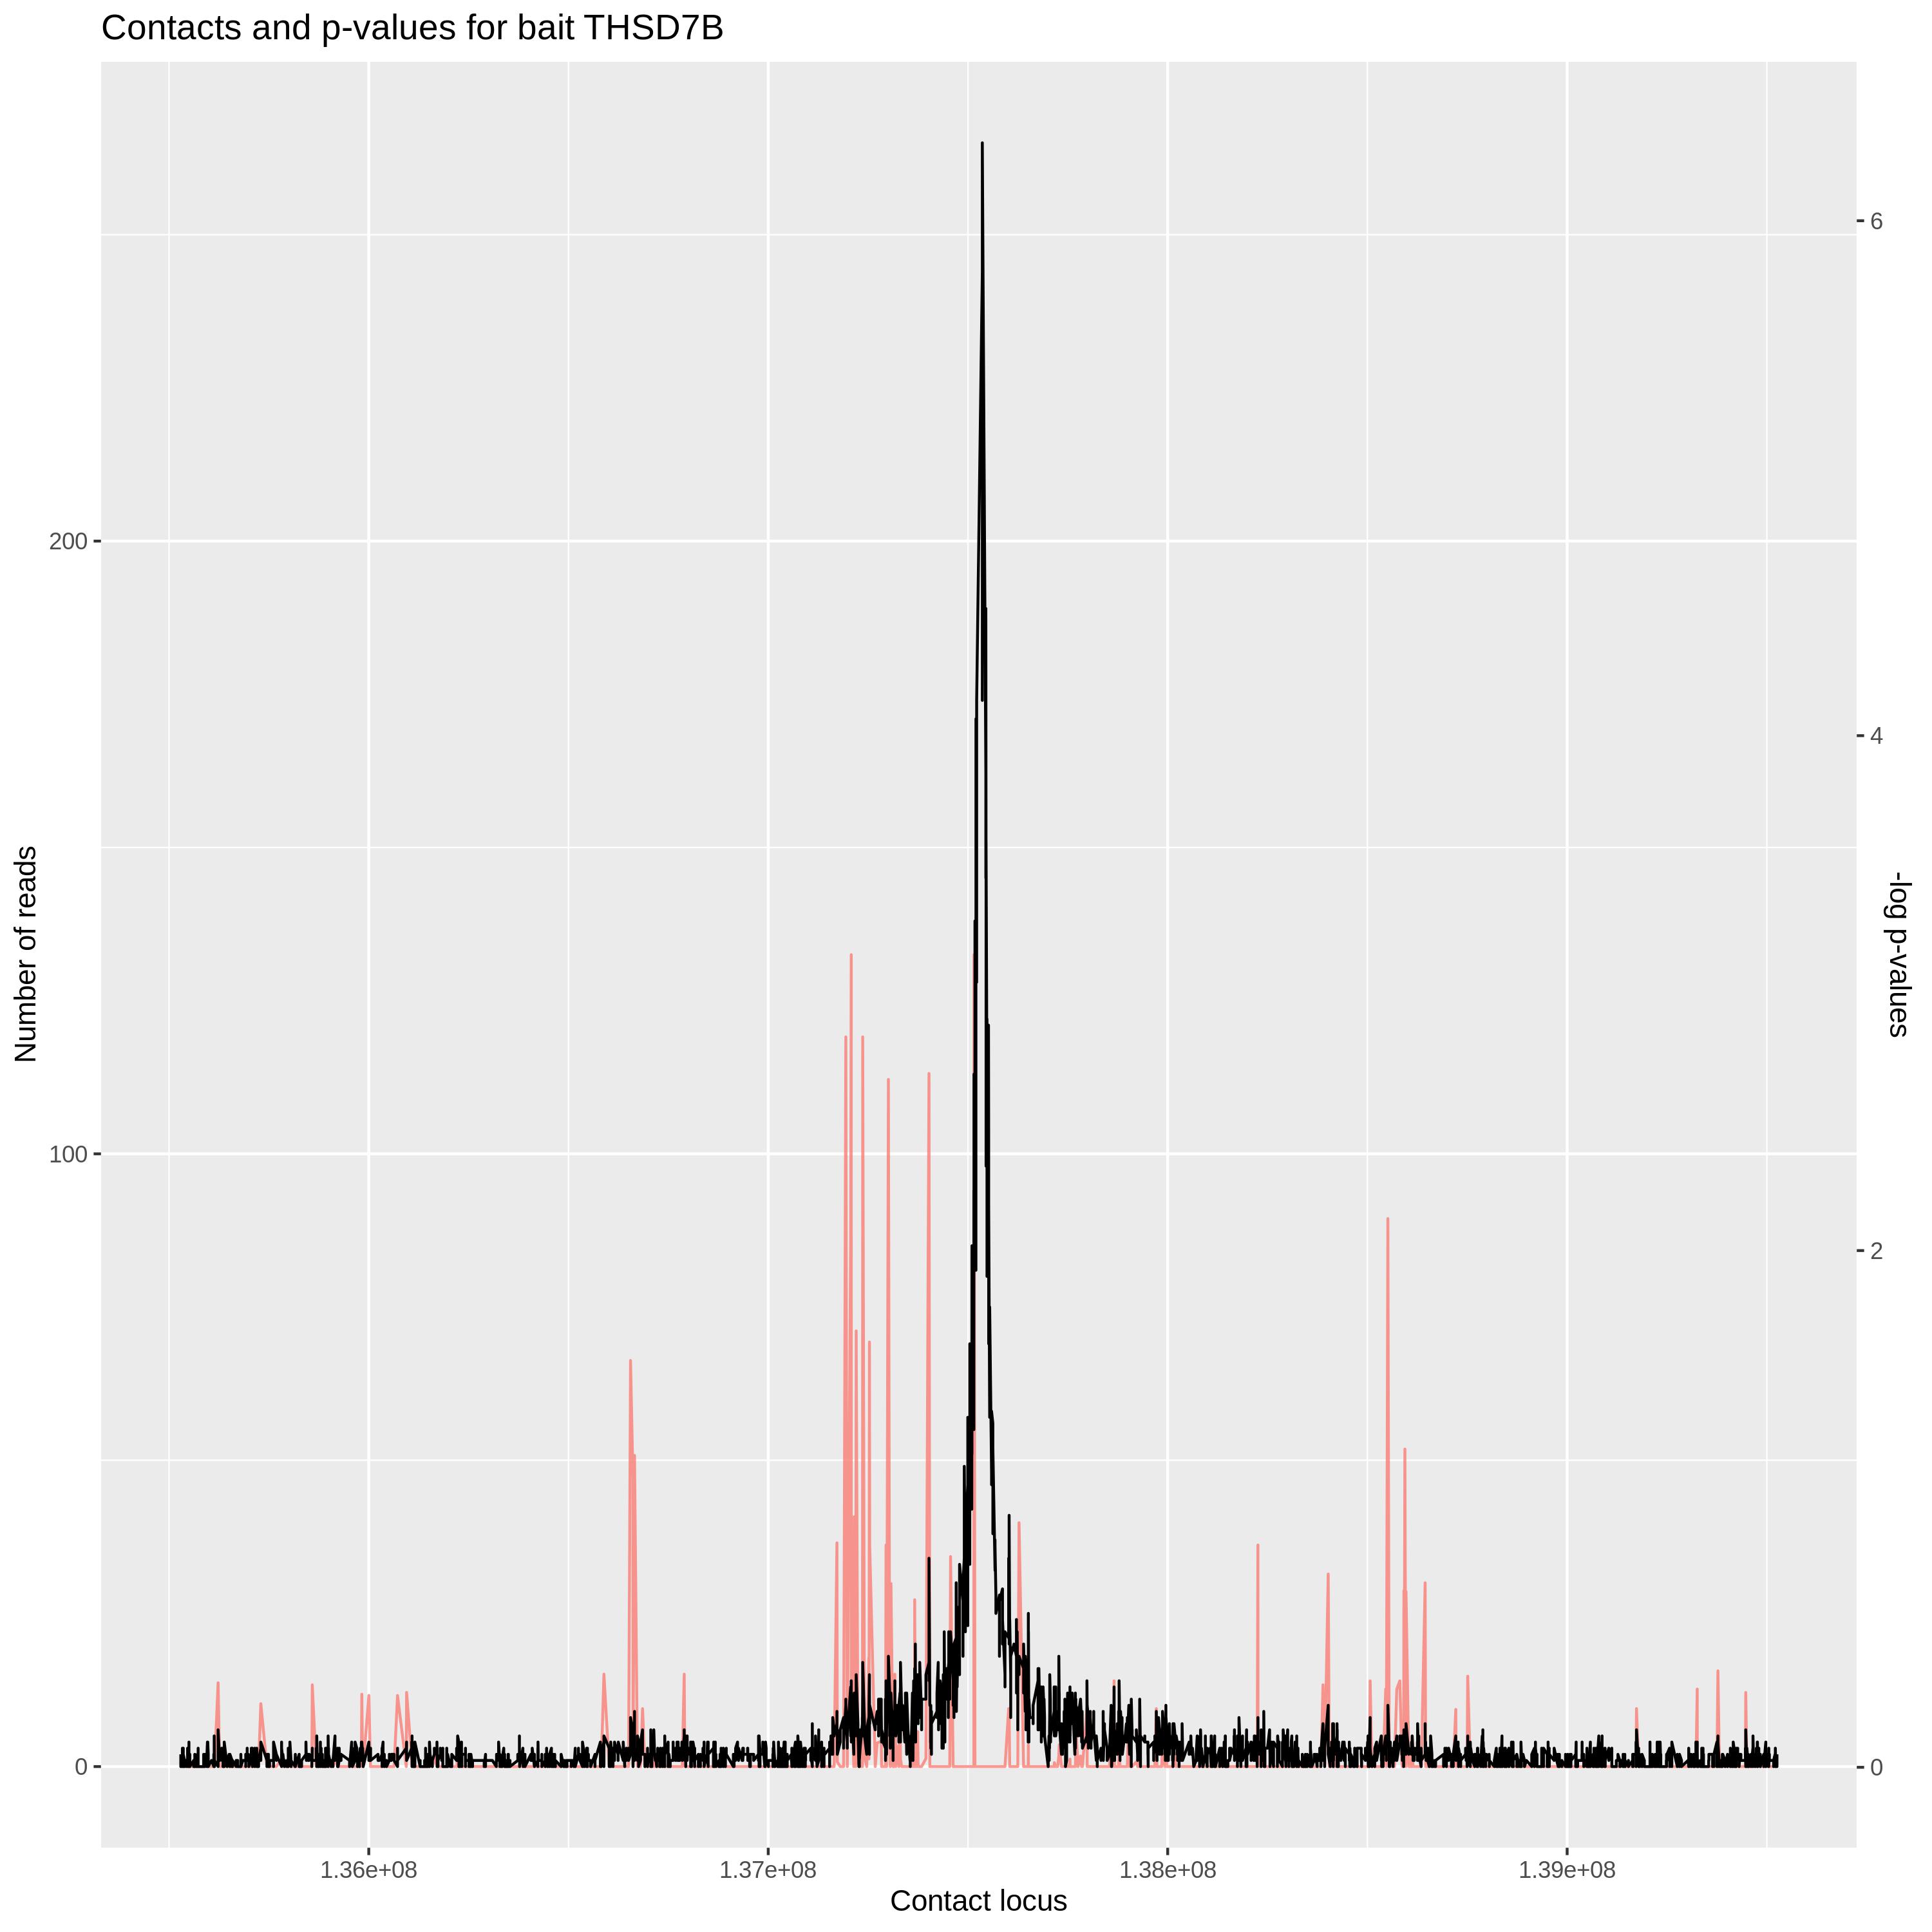 Contacts and p-values for bait THSD7B
Number of reads
200
100
0
6
4
2
0
-log p-values
1.36e+08
1.37e+08
1.38e+08
1.39e+08
Contact locus